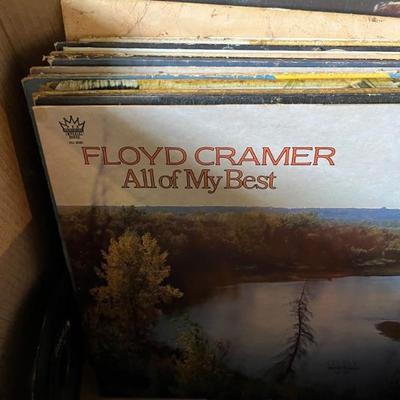 FLOYD CRAMER
All of My Best